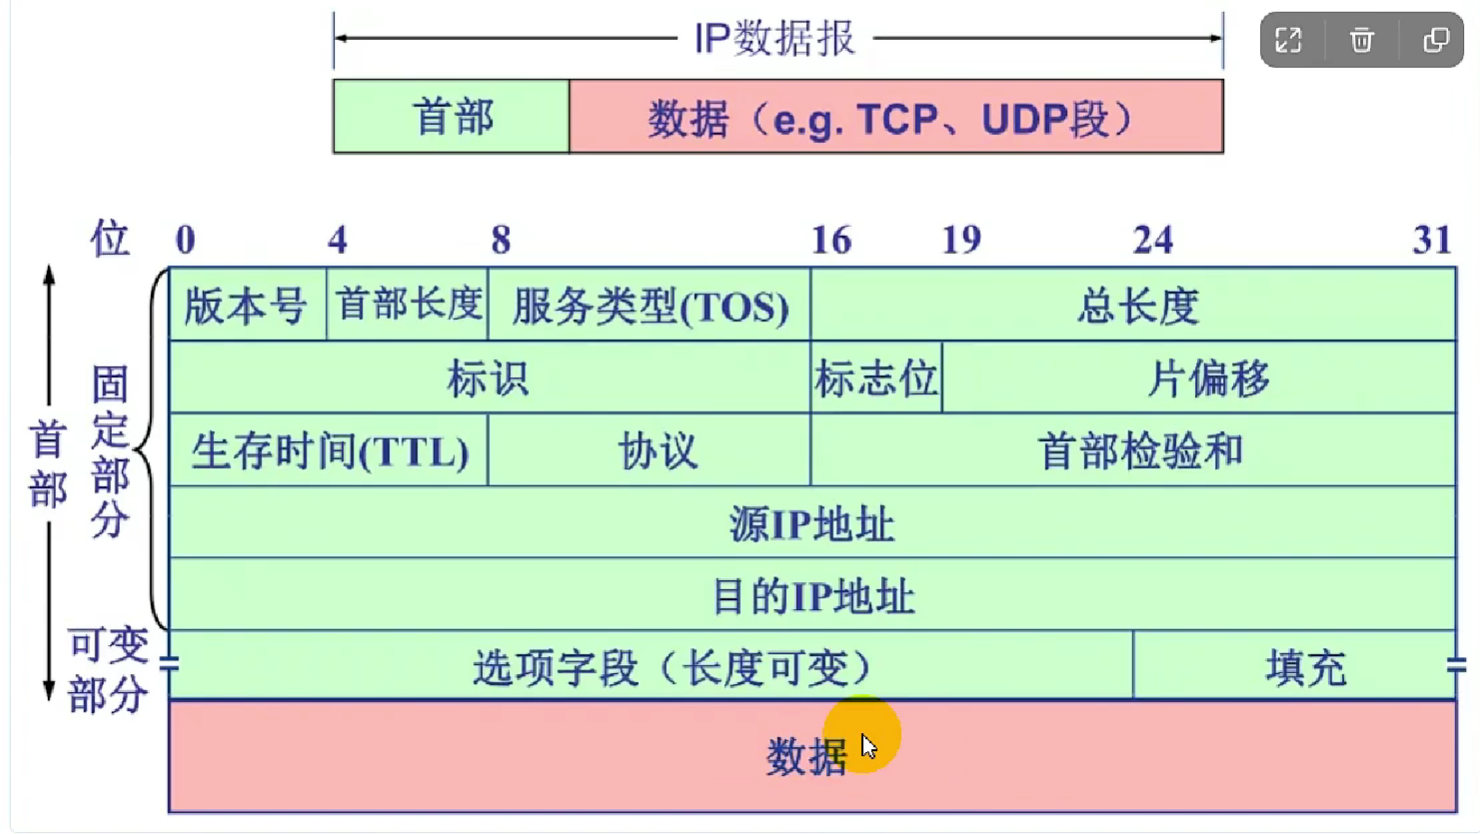 IP数据报
首部 数据（e.g. TCP、UDP段）
位 0 4 8 16 19 24 31
版本号 首部长度 服务类型(TOS) 总长度
标识 标志位 片偏移
生存时间(TTL) 协议 首部检验和
源IP地址
目的IP地址
选项字段（长度可变） 填充
数据
首部
固定部分
可变
部分